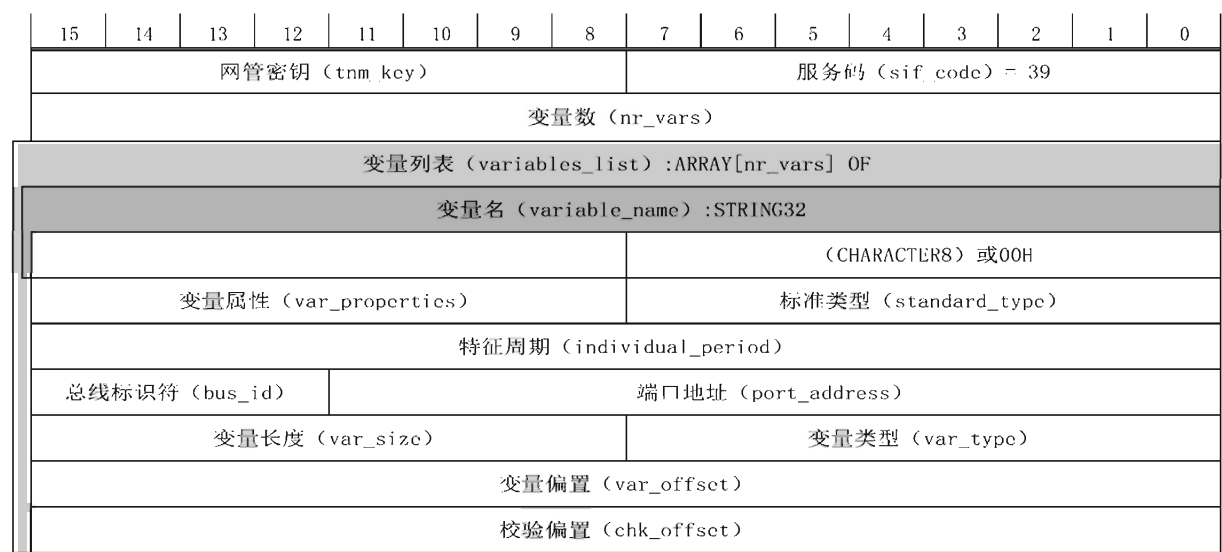 15 14 13 12 11 10 9 8 7 6 5 4 3 2 1 0
网管密钥（tnm_key） 服务码（sif_code）= 39
变量数（nr_vars）
变量列表（variables_list）:ARRAY[nr_vars] OF
变量名（variable_name）:STRING32
（CHARACTER8）或00H
变量属性（var_properties） 标准类型（standard_type）
特征周期（individual_period）
总线标识符（bus_id） 端口地址（port_address）
变量长度（var_size） 变量类型（var_type）
变量偏置（var_offset）
校验偏置（chk_offset）